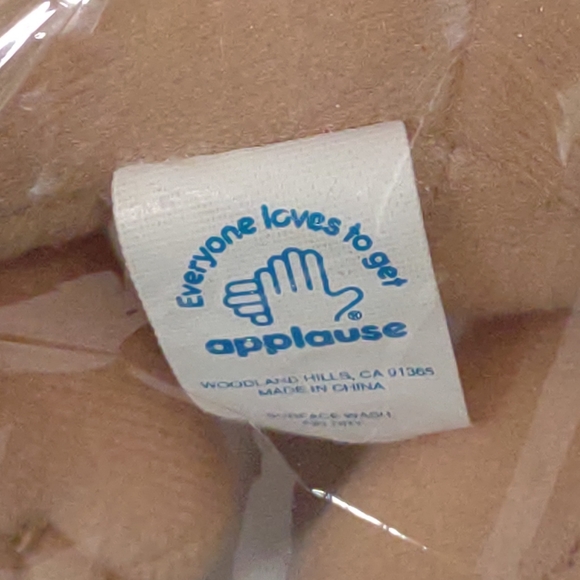 Everyone loves to get
®
applause
WOODLAND HILLS, CA 91365
MADE IN CHINA
SURFACE WASH